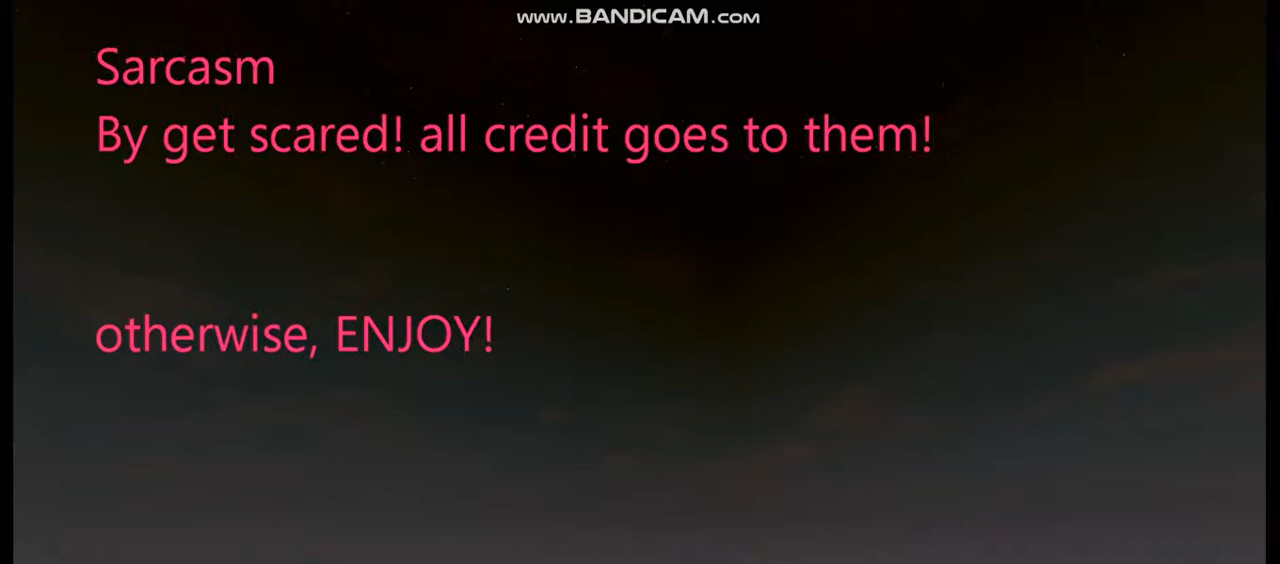 www.BANDICAM.com
Sarcasm
By get scared! all credit goes to them!
otherwise, ENJOY!